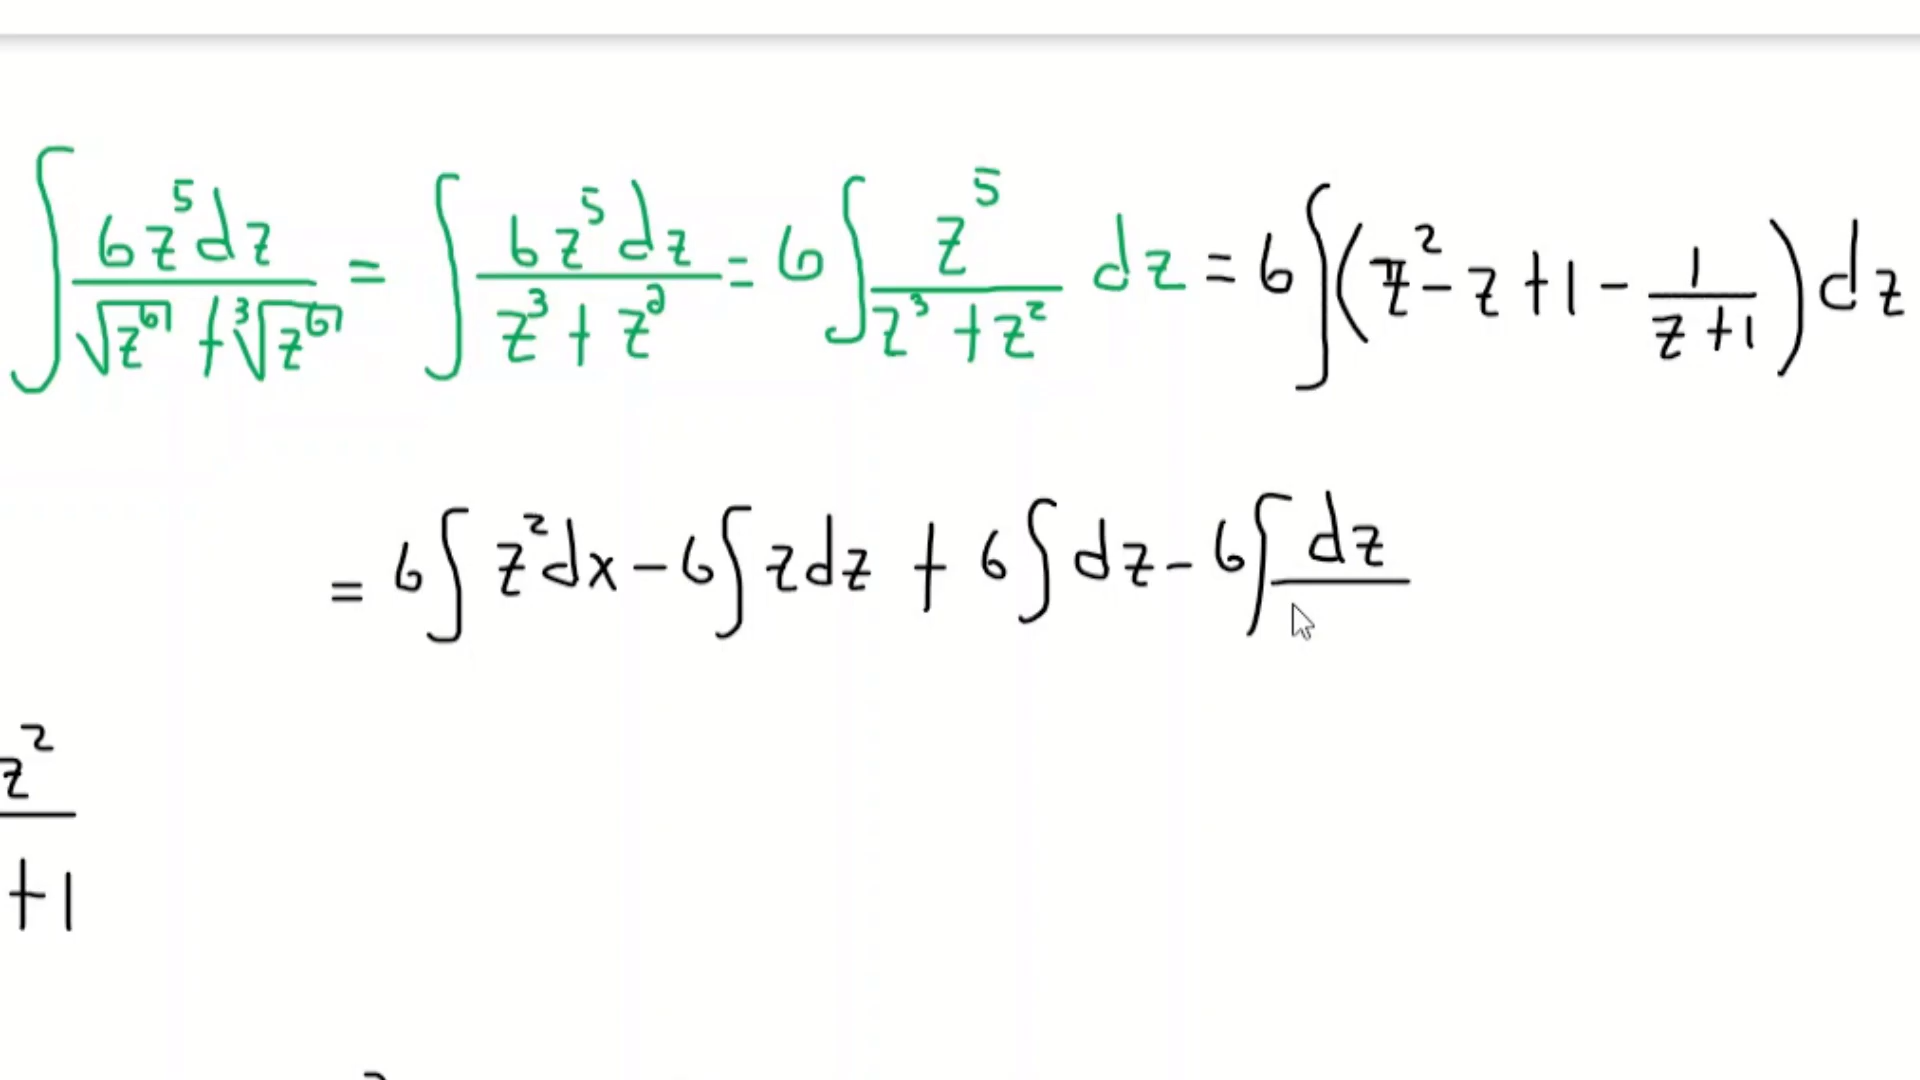 ∫ 6z⁵dz / (√z⁶ + ³√z⁶) = ∫ 6z⁵dz / (z³ + z²) = 6∫ z⁵ / (z³ + z²) dz = 6∫(z² - z + 1 - 1/(z+1)) dz
= 6∫ z²dx - 6∫ zdz + 6∫ dz - 6∫ dz/
z²
+1